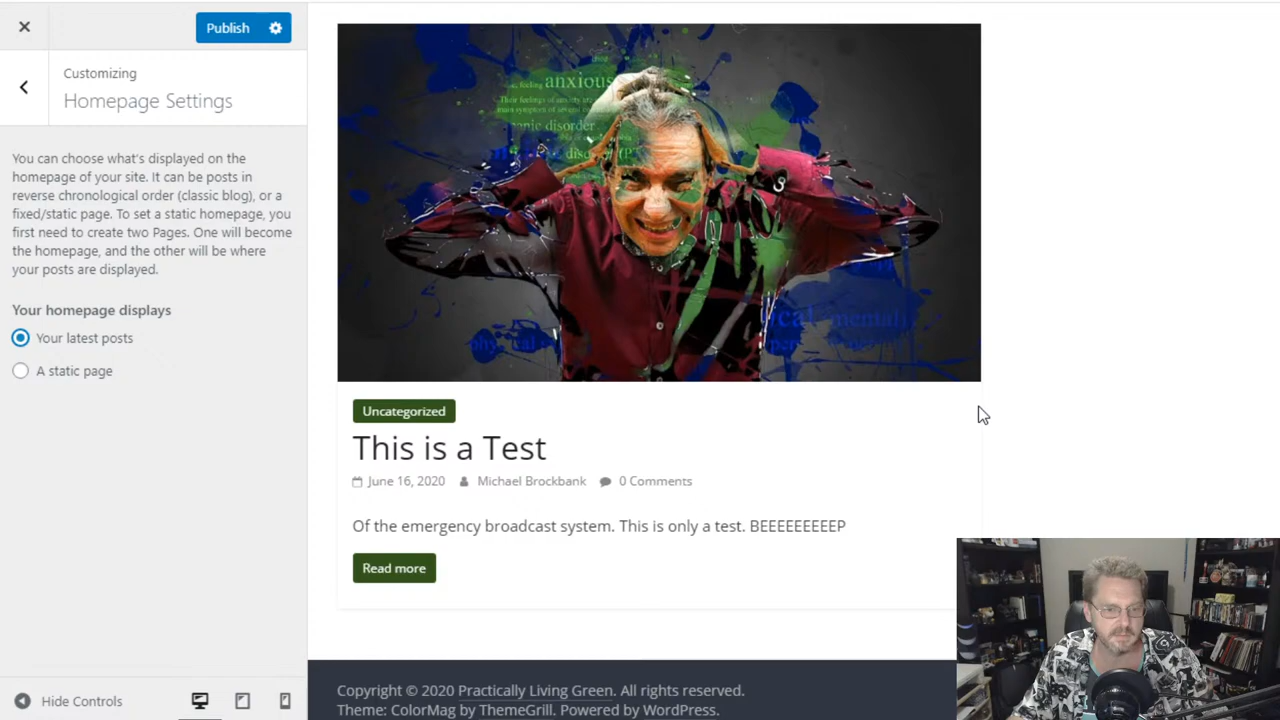 Publish
Customizing
Homepage Settings
You can choose what's displayed on the
homepage of your site. It can be posts in
reverse chronological order (classic blog), or a
fixed/static page. To set a static homepage, you
first need to create two Pages. One will become
the homepage, and the other will be where
your posts are displayed.
Your homepage displays
Your latest posts
A static page
Hide Controls
anxious
Uncategorized
This is a Test
June 16, 2020 Michael Brockbank 0 Comments
Of the emergency broadcast system. This is only a test. BEEEEEEEEEP
Read more
Copyright © 2020 Practically Living Green. All rights reserved.
Theme: ColorMag by ThemeGrill. Powered by WordPress.